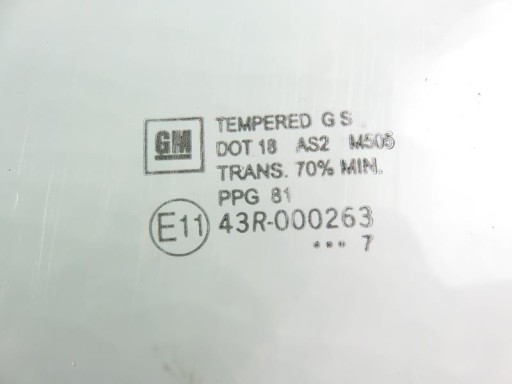 GM
TEMPERED G S
DOT 18 AS2 M505
TRANS. 70% MIN.
PPG 81
E11 43R-000263
••• 7